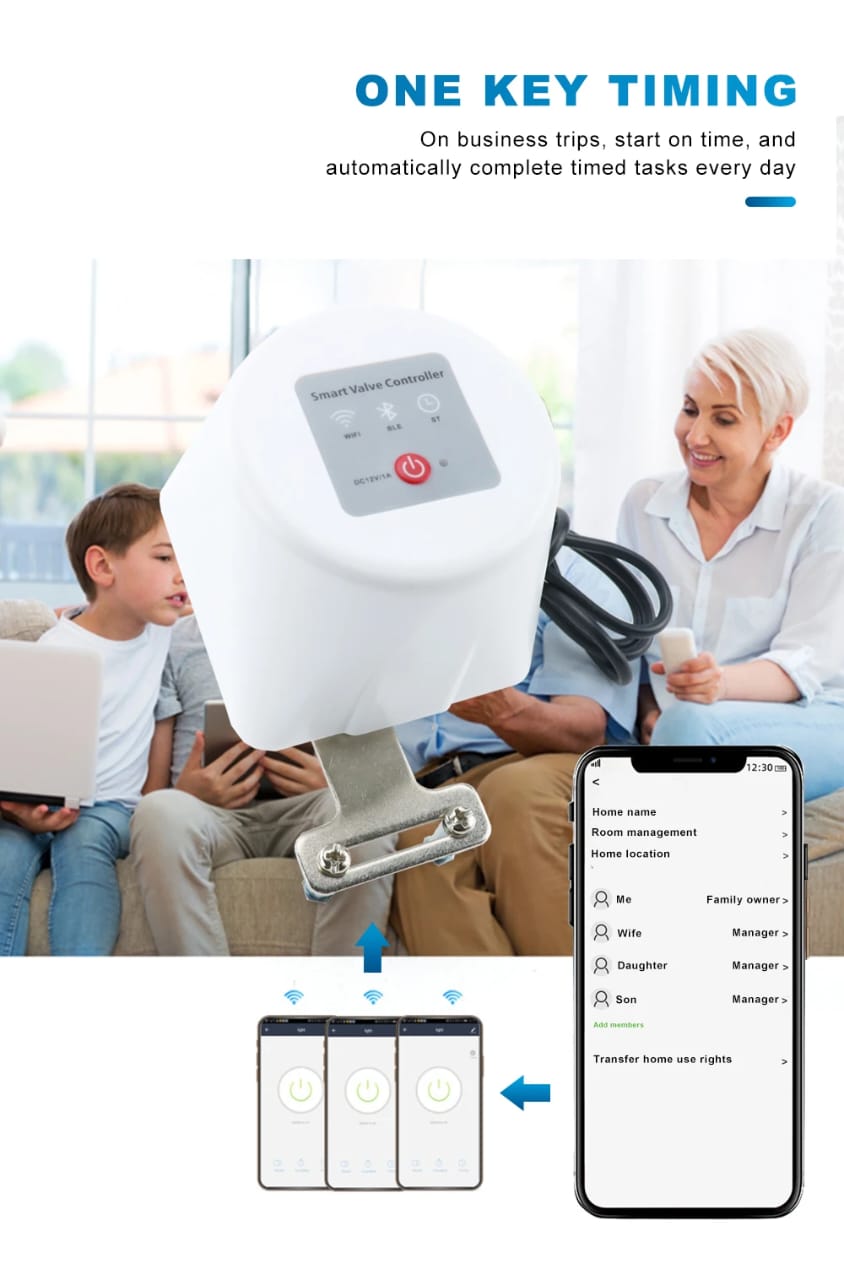 ONE KEY TIMING
On business trips, start on time, and
automatically complete timed tasks every day
Smart Valve Controller
WIFI
BLE
ST
DC12V/1A
12:30
<
Home name >
Room management >
Home location >
Me Family owner >
Wife Manager >
Daughter Manager >
Son Manager >
Add members
Transfer home use rights >
light
light
light